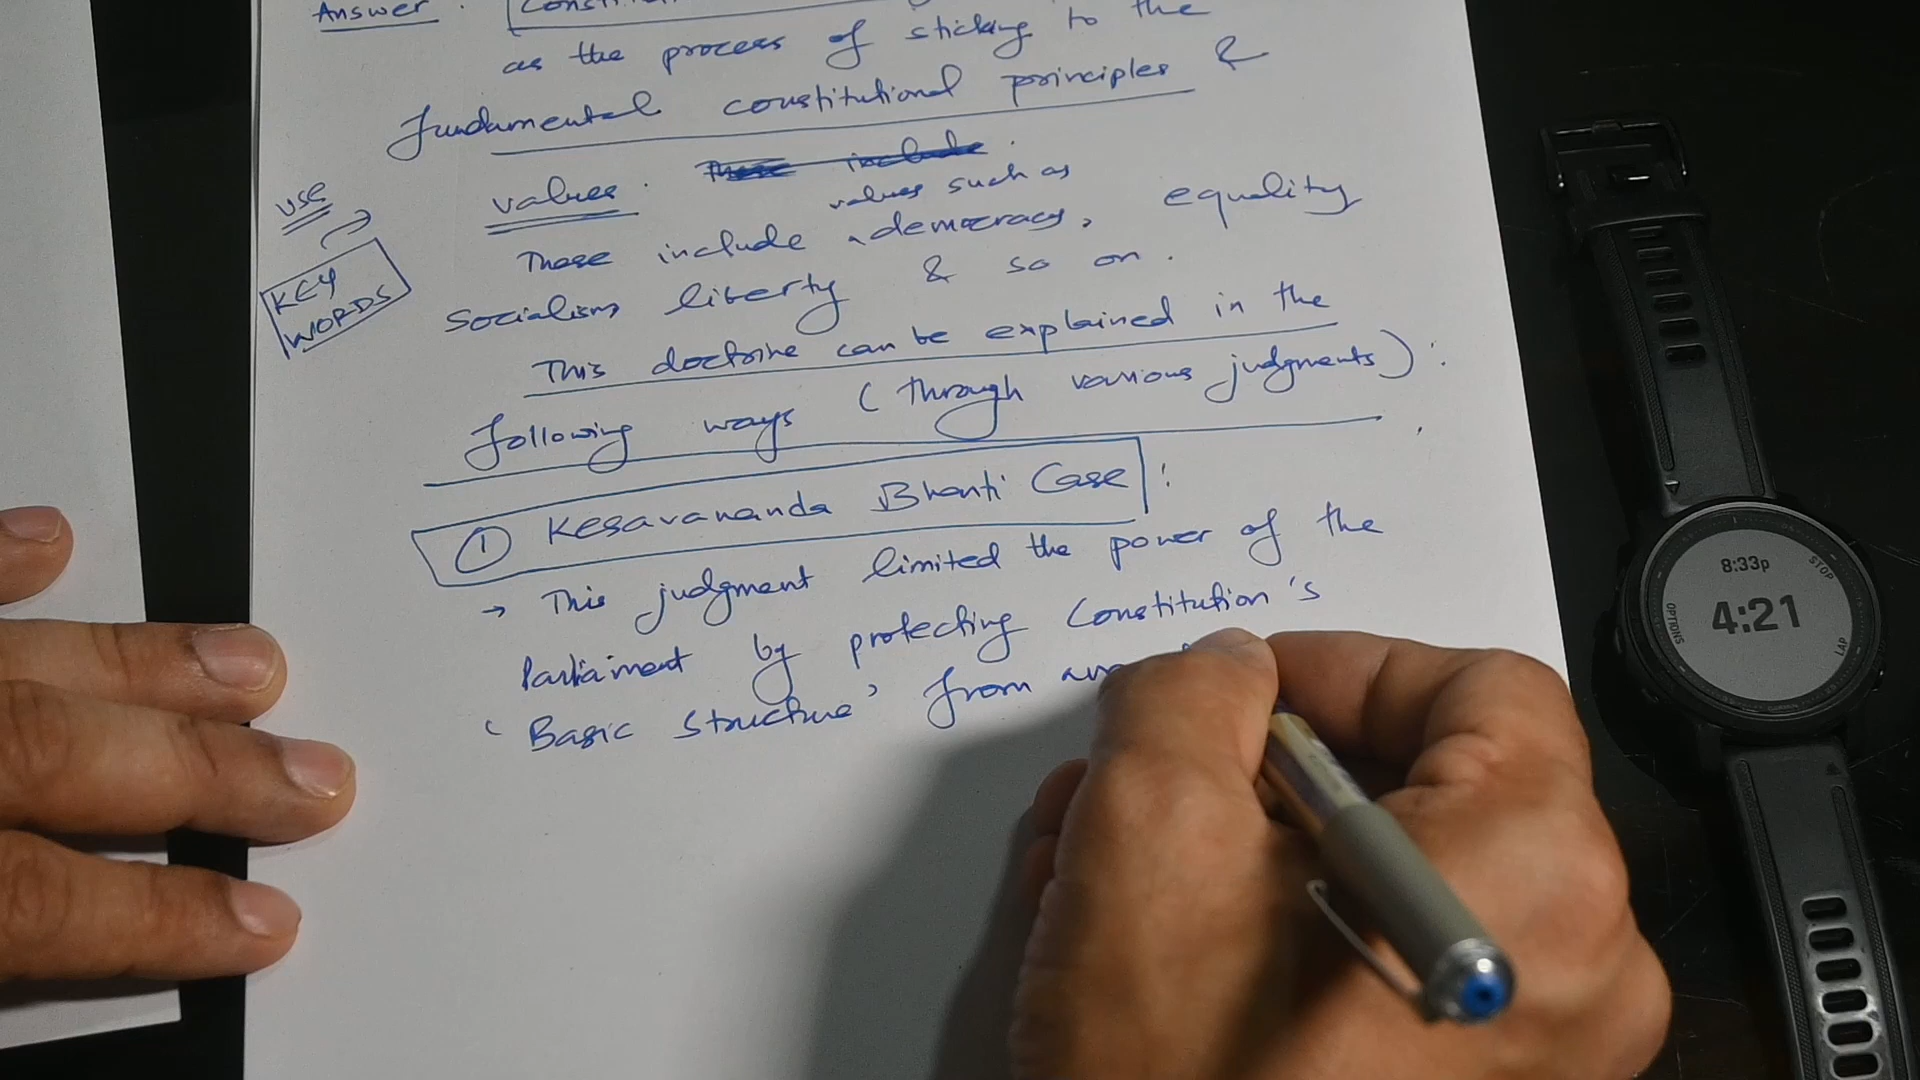 Answer .
as the process of sticking to the
fundamental constitutional principles &
values . These include .
values such as
These include democracy, equality
Socialism liberty & so on .
This doctrine can be explained in the
following ways (through various judgments) :
USE
KEY
WORDS
① Kesavananda Bhanti Case :
→ This judgment limited the power of the
Parliament by protecting Constitution's
'Basic Structure' from
8:33p
4:21
STOP
OPTIONS
LAP